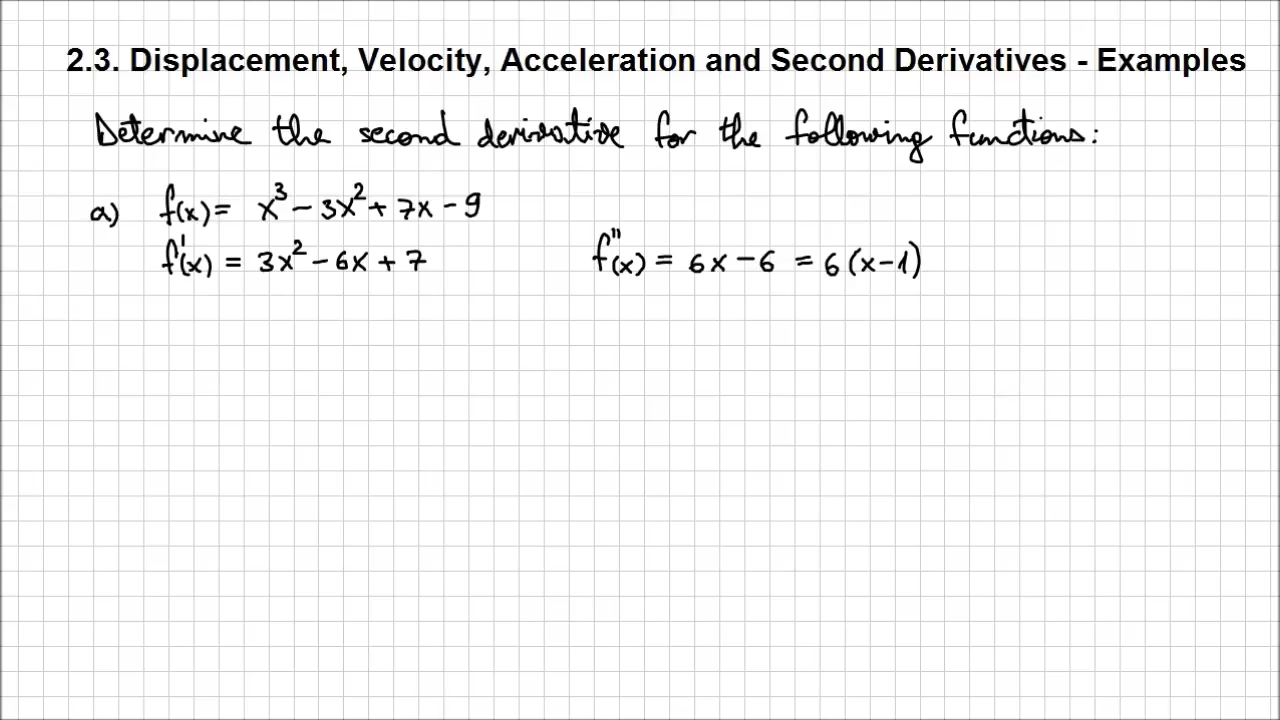 2.3. Displacement, Velocity, Acceleration and Second Derivatives - Examples
Determine the second derivative for the following functions:
a) f(x) = x³ - 3x² + 7x - 9
f'(x) = 3x² - 6x + 7 f''(x) = 6x - 6 = 6(x-1)